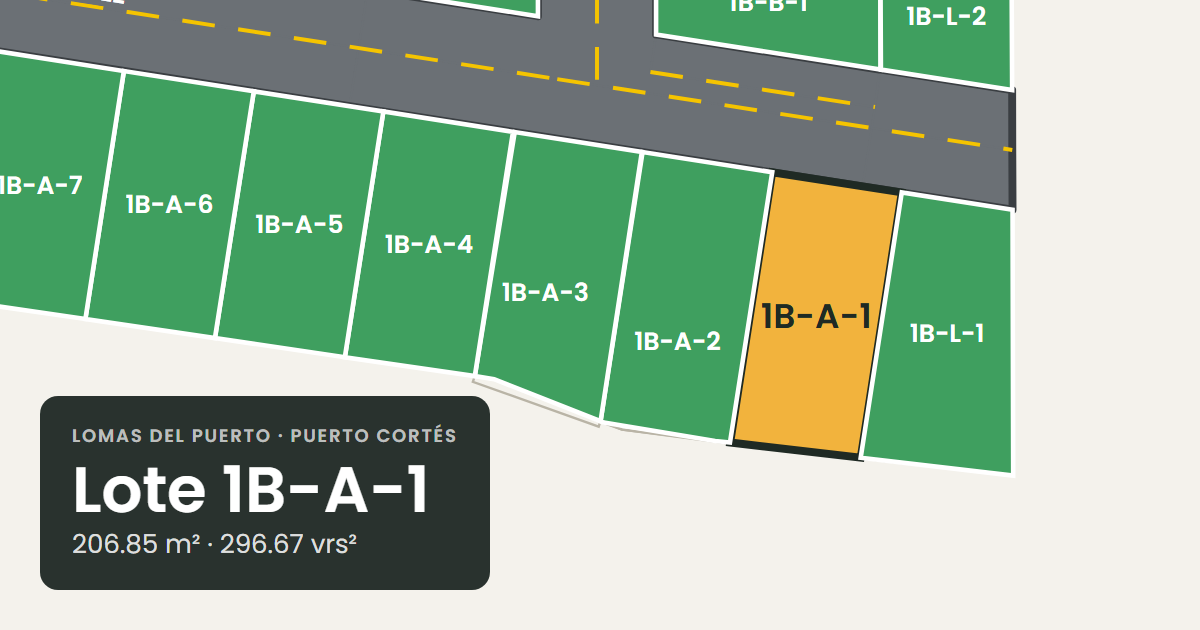 1B-B-1
1B-L-2
1B-A-7
1B-A-6
1B-A-5
1B-A-4
1B-A-3
1B-A-2
1B-A-1
1B-L-1
LOMAS DEL PUERTO · PUERTO CORTÉS
Lote 1B-A-1
206.85 m² · 296.67 vrs²